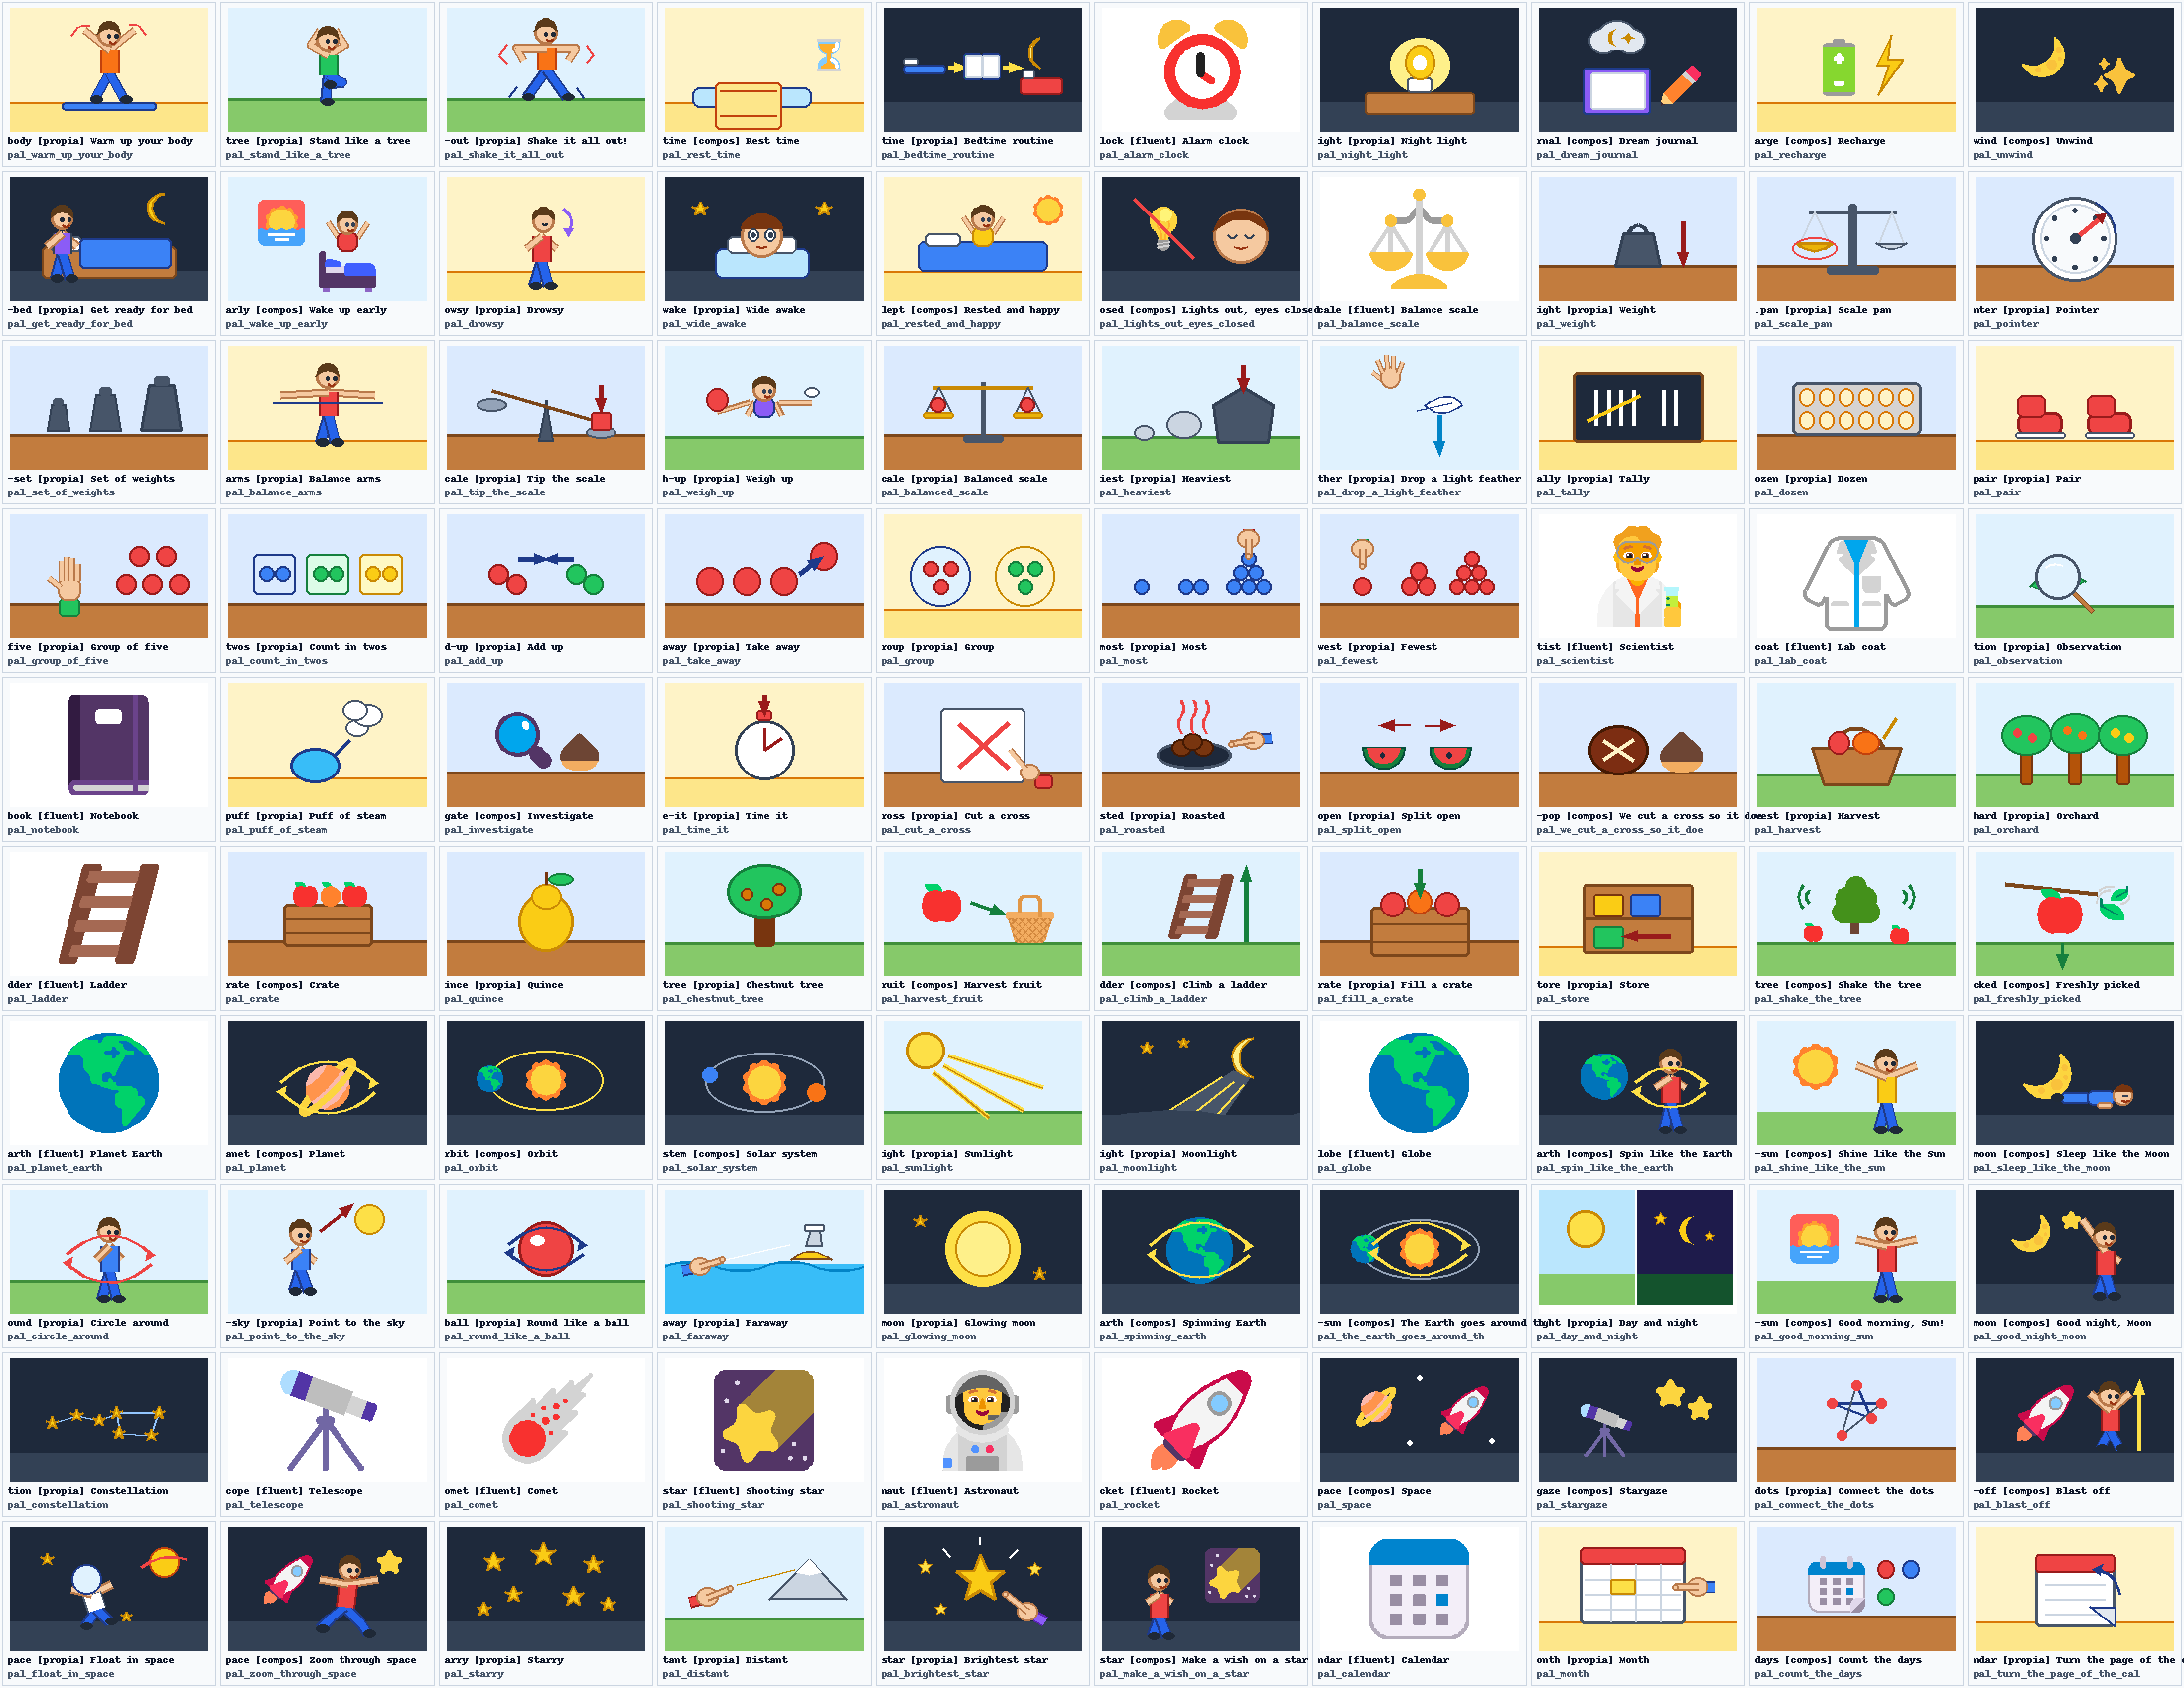 body [propia] Warm up your body
pal_warm_up_your_body
tree [propia] Stand like a tree
pal_stand_like_a_tree
-out [propia] Shake it all out!
pal_shake_it_all_out
time [compos] Rest time
pal_rest_time
tine [propia] Bedtime routine
pal_bedtime_routine
lock [fluent] Alarm clock
pal_alarm_clock
ight [propia] Night light
pal_night_light
rnal [compos] Dream journal
pal_dream_journal
arge [compos] Recharge
pal_recharge
wind [compos] Unwind
pal_unwind
-bed [propia] Get ready for bed
pal_get_ready_for_bed
arly [compos] Wake up early
pal_wake_up_early
owsy [propia] Drowsy
pal_drowsy
wake [propia] Wide awake
pal_wide_awake
lept [compos] Rested and happy
pal_rested_and_happy
osed [compos] Lights out, eyes closed
pal_lights_out_eyes_closed
cale [fluent] Balance scale
pal_balance_scale
ight [propia] Weight
pal_weight
.pan [propia] Scale pan
pal_scale_pan
nter [propia] Pointer
pal_pointer
-set [propia] Set of weights
pal_set_of_weights
arms [propia] Balance arms
pal_balance_arms
cale [propia] Tip the scale
pal_tip_the_scale
h-up [propia] Weigh up
pal_weigh_up
cale [propia] Balanced scale
pal_balanced_scale
iest [propia] Heaviest
pal_heaviest
ther [propia] Drop a light feather
pal_drop_a_light_feather
ally [propia] Tally
pal_tally
ozen [propia] Dozen
pal_dozen
pair [propia] Pair
pal_pair
five [propia] Group of five
pal_group_of_five
twos [propia] Count in twos
pal_count_in_twos
d-up [propia] Add up
pal_add_up
away [propia] Take away
pal_take_away
roup [propia] Group
pal_group
most [propia] Most
pal_most
west [propia] Fewest
pal_fewest
tist [fluent] Scientist
pal_scientist
coat [fluent] Lab coat
pal_lab_coat
tion [propia] Observation
pal_observation
book [fluent] Notebook
pal_notebook
puff [propia] Puff of steam
pal_puff_of_steam
gate [compos] Investigate
pal_investigate
e-it [propia] Time it
pal_time_it
ross [propia] Cut a cross
pal_cut_a_cross
sted [propia] Roasted
pal_roasted
open [propia] Split open
pal_split_open
-pop [compos] We cut a cross so it doe
pal_we_cut_a_cross_so_it_doe
vest [propia] Harvest
pal_harvest
hard [propia] Orchard
pal_orchard
dder [fluent] Ladder
pal_ladder
rate [compos] Crate
pal_crate
ince [propia] Quince
pal_quince
tree [propia] Chestnut tree
pal_chestnut_tree
ruit [compos] Harvest fruit
pal_harvest_fruit
dder [compos] Climb a ladder
pal_climb_a_ladder
rate [propia] Fill a crate
pal_fill_a_crate
tore [propia] Store
pal_store
tree [compos] Shake the tree
pal_shake_the_tree
cked [compos] Freshly picked
pal_freshly_picked
arth [fluent] Planet Earth
pal_planet_earth
anet [compos] Planet
pal_planet
rbit [compos] Orbit
pal_orbit
stem [compos] Solar system
pal_solar_system
ight [propia] Sunlight
pal_sunlight
ight [propia] Moonlight
pal_moonlight
lobe [fluent] Globe
pal_globe
arth [compos] Spin like the Earth
pal_spin_like_the_earth
-sun [compos] Shine like the Sun
pal_shine_like_the_sun
moon [compos] Sleep like the Moon
pal_sleep_like_the_moon
ound [propia] Circle around
pal_circle_around
-sky [propia] Point to the sky
pal_point_to_the_sky
ball [propia] Round like a ball
pal_round_like_a_ball
away [propia] Faraway
pal_faraway
moon [propia] Glowing moon
pal_glowing_moon
arth [compos] Spinning Earth
pal_spinning_earth
-sun [compos] The Earth goes around
pal_the_earth_goes_around_th
ight [propia] Day and night
pal_day_and_night
-sun [compos] Good morning, Sun!
pal_good_morning_sun
moon [compos] Good night, Moon
pal_good_night_moon
tion [propia] Constellation
pal_constellation
cope [fluent] Telescope
pal_telescope
omet [fluent] Comet
pal_comet
star [fluent] Shooting star
pal_shooting_star
naut [fluent] Astronaut
pal_astronaut
cket [fluent] Rocket
pal_rocket
pace [compos] Space
pal_space
gaze [compos] Stargaze
pal_stargaze
dots [propia] Connect the dots
pal_connect_the_dots
-off [compos] Blast off
pal_blast_off
pace [propia] Float in space
pal_float_in_space
pace [compos] Zoom through space
pal_zoom_through_space
arry [propia] Starry
pal_starry
tant [propia] Distant
pal_distant
star [propia] Brightest star
pal_brightest_star
star [compos] Make a wish on a star
pal_make_a_wish_on_a_star
ndar [fluent] Calendar
pal_calendar
onth [propia] Month
pal_month
days [compos] Count the days
pal_count_the_days
ndar [propia] Turn the page of the
pal_turn_the_page_of_the_cal